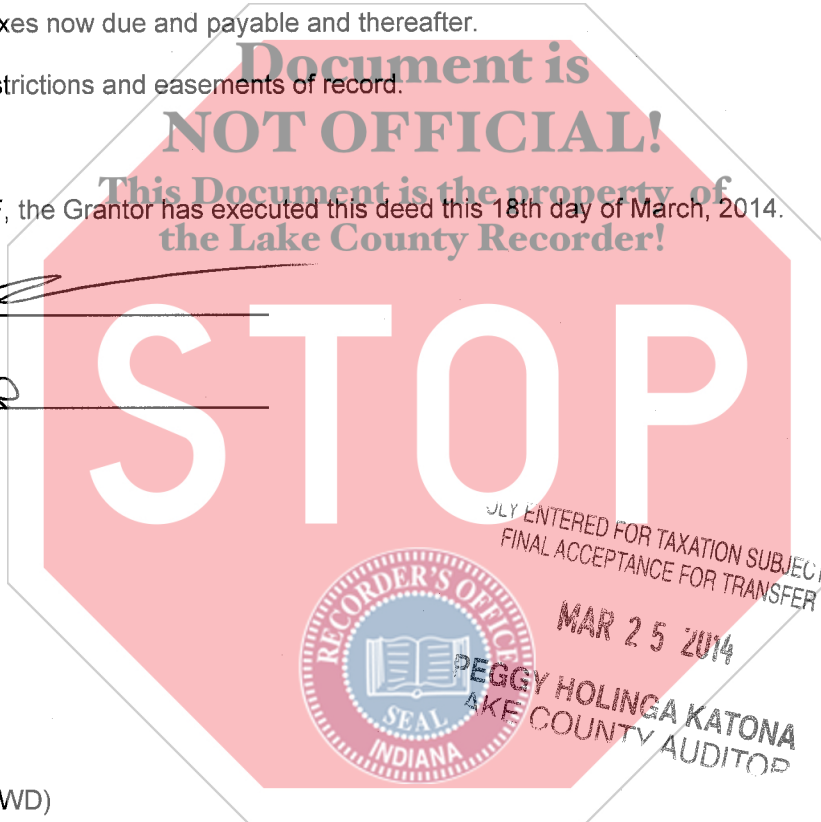 xes now due and payable and thereafter.
Document is
strictions and easements of record.
NOT OFFICIAL!
This Document is the property of
, the Grantor has executed this deed this 18th day of March, 2014.
the Lake County Recorder!
STOP
ULY ENTERED FOR TAXATION SUBJECT
FINAL ACCEPTANCE FOR TRANSFER
MAR 25 2014
PEGGY HOLINGA KATONA
LAKE COUNTY AUDITOR
RECORDER'S OFFICE
SEAL
INDIANA
WD)